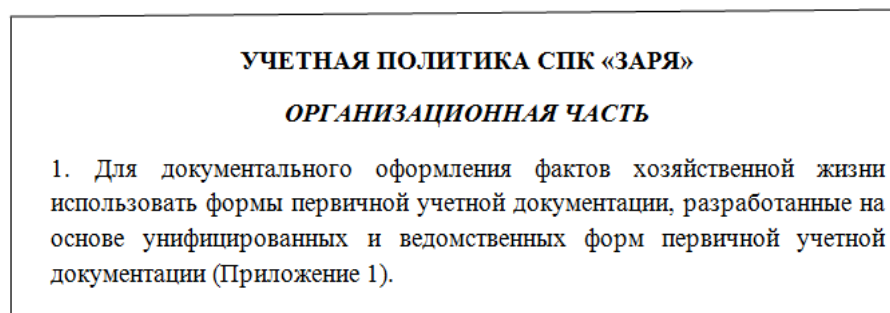 УЧЕТНАЯ ПОЛИТИКА СПК «ЗАРЯ»
ОРГАНИЗАЦИОННАЯ ЧАСТЬ
1. Для документального оформления фактов хозяйственной жизни
использовать формы первичной учетной документации, разработанные на
основе унифицированных и ведомственных форм первичной учетной
документации (Приложение 1).